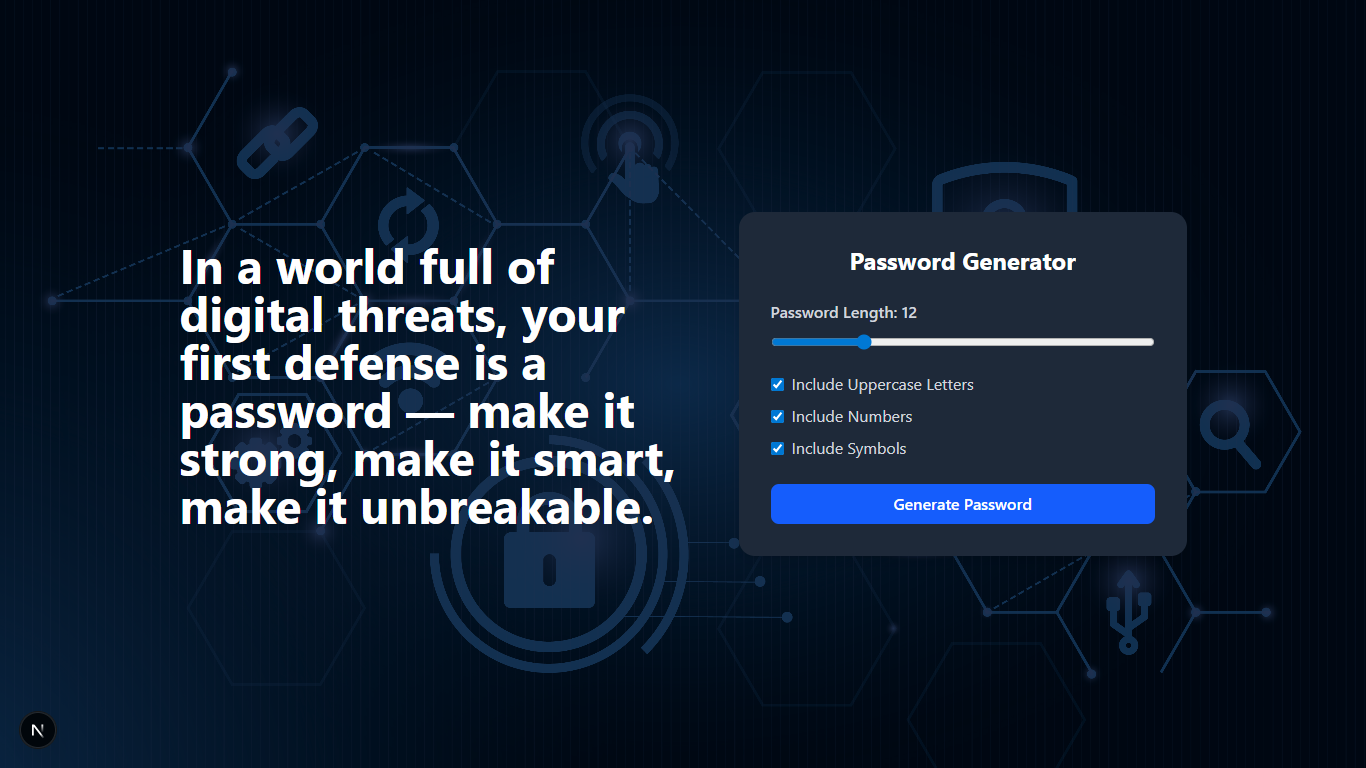 In a world full of
digital threats, your
first defense is a
password — make it
strong, make it smart,
make it unbreakable.
Password Generator
Password Length: 12
Include Uppercase Letters
Include Numbers
Include Symbols
Generate Password
N